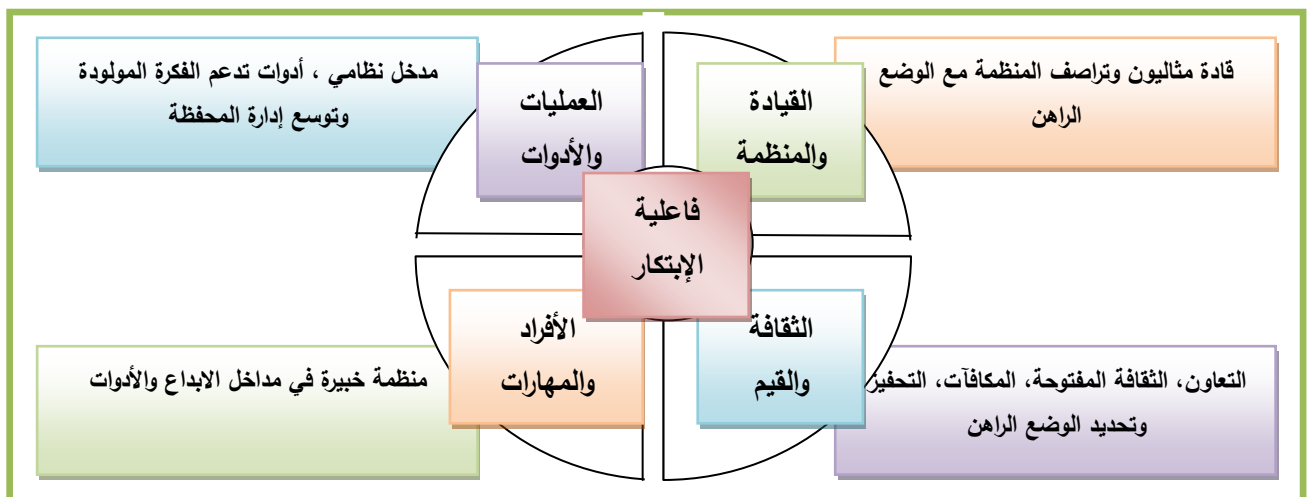 قادة مثاليون وتراصف المنظمة مع الوضع
الراهن
القيادة
والمنظمة
العمليات
والأدوات
مدخل نظامي ، أدوات تدعم الفكرة المولودة
وتوسع إدارة المحفظة
فاعلية
الإبتكار
التعاون، الثقافة المفتوحة، المكافآت، التحفيز
وتحديد الوضع الراهن
الثقافة
والقيم
الأفراد
والمهارات
منظمة خبيرة في مداخل الابداع والأدوات